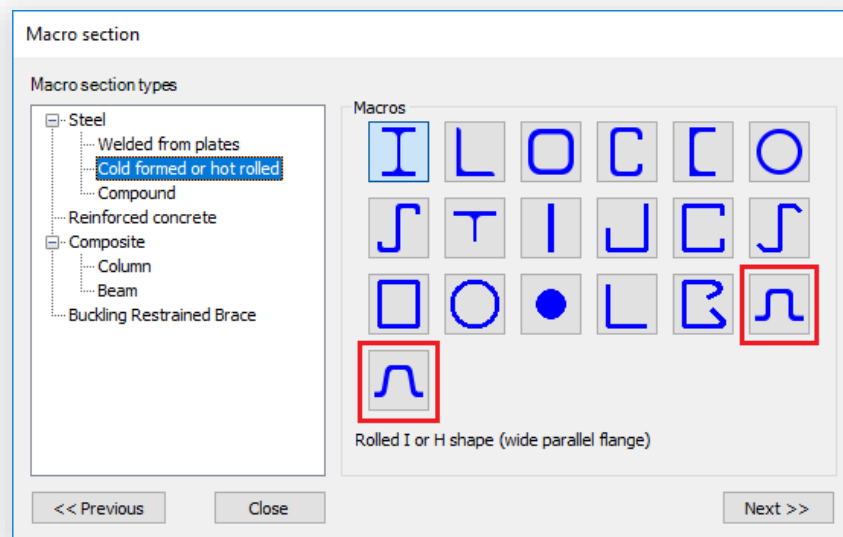 Macro section
Macro section types
Steel
Welded from plates
Cold formed or hot rolled
Compound
Reinforced concrete
Composite
Column
Beam
Buckling Restrained Brace
Macros
Rolled I or H shape (wide parallel flange)
<< Previous
Close
Next >>